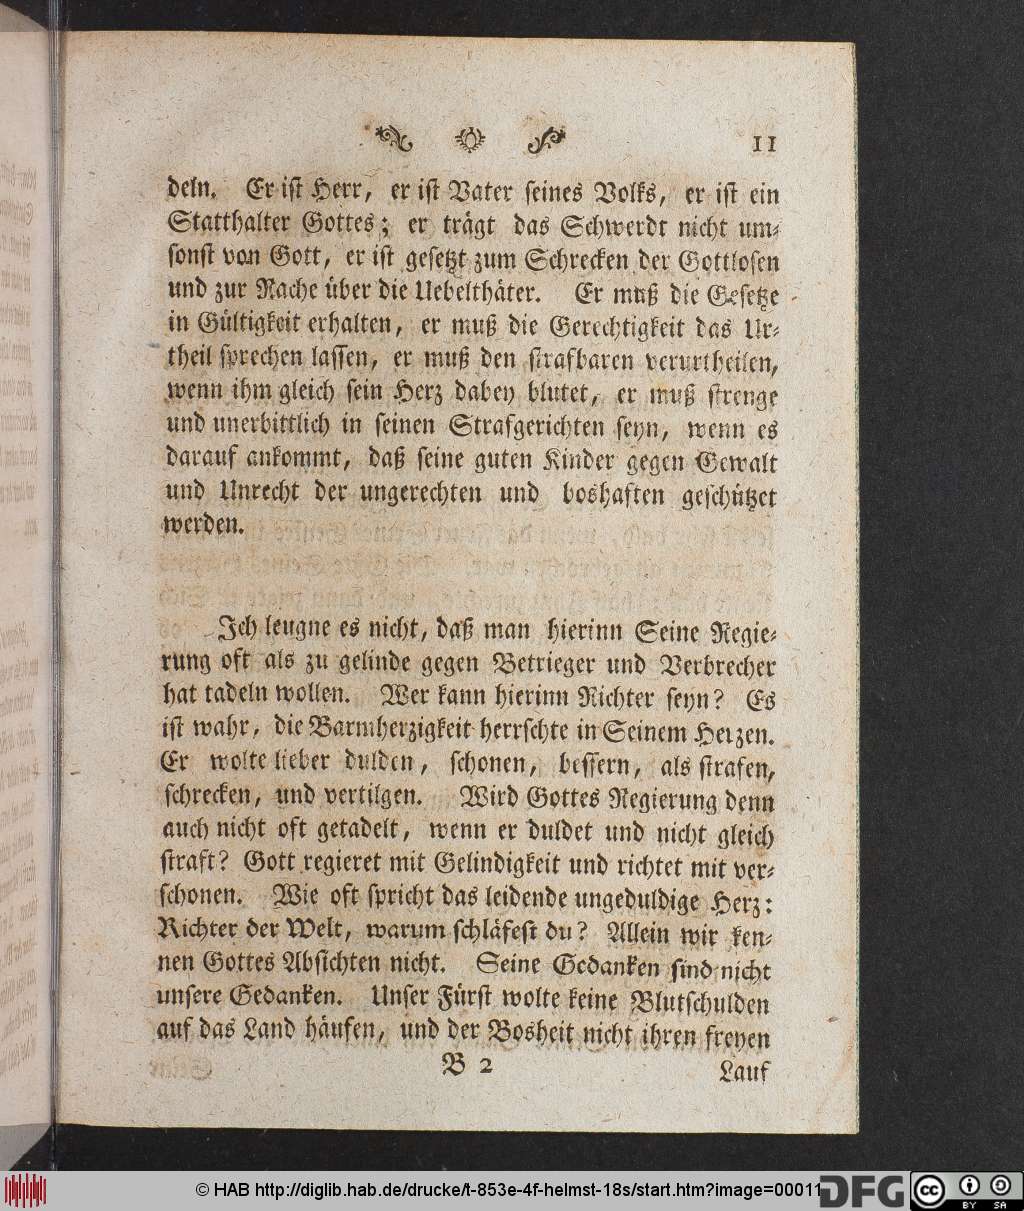 11
deln. Er ist Herr, er ist Vater seines Volks, er ist ein
Statthalter Gottes; er trägt das Schwerdt nicht um-
sonst von Gott, er ist gesetzt zum Schrecken der Gottlosen
und zur Rache über die Uebelthäter. Er muß die Gesetze
in Gültigkeit erhalten, er muß die Gerechtigkeit das Ur-
theil sprechen lassen, er muß den strafbaren verurtheilen,
wenn ihm gleich sein Herz dabey blutet, er muß strenge
und unerbittlich in seinen Strafgerichten seyn, wenn es
darauf ankommt, daß seine guten Kinder gegen Gewalt
und Unrecht der ungerechten und boshaften geschützet
werden.
Ich leugne es nicht, daß man hierinn Seine Regie-
rung oft als zu gelinde gegen Betrieger und Verbrecher
hat tadeln wollen. Wer kann hierinn Richter seyn? Es
ist wahr, die Barmherzigkeit herrschte in Seinem Herzen.
Er wolte lieber dulden, schonen, bessern, als strafen,
schrecken, und vertilgen. Wird Gottes Regierung denn
auch nicht oft getadelt, wenn er duldet und nicht gleich
straft? Gott regieret mit Gelindigkeit und richtet mit ver-
schonen. Wie oft spricht das leidende ungeduldige Herz:
Richter der Welt, warum schläfest du? Allein wir ken-
nen Gottes Absichten nicht. Seine Gedanken sind nicht
unsere Gedanken. Unser Fürst wolte keine Blutschulden
auf das Land häufen, und der Bosheit nicht ihren freyen
B 2
Lauf
© HAB http://diglib.hab.de/drucke/t-853e-4f-helmst-18s/start.htm?image=00011
DFG
cc BY SA